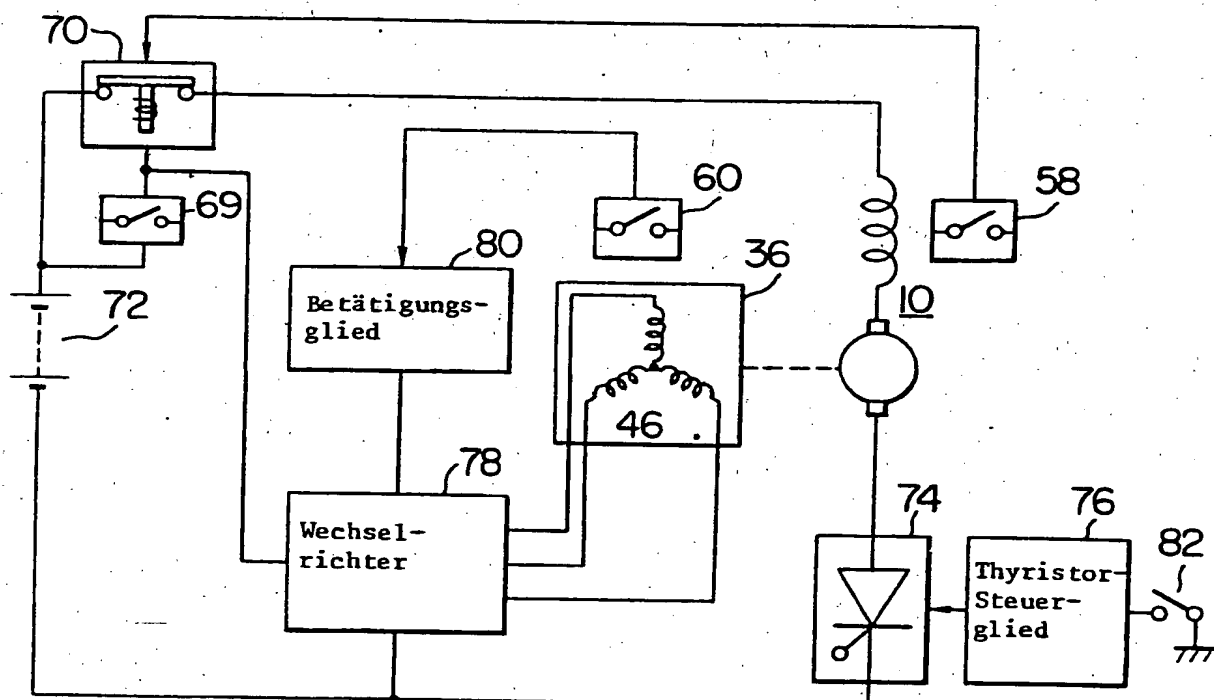 70
69
72
80
Betätigungs-
glied
60
58
36
10
46
78
Wechsel-
richter
74
76
Thyristor-
Steuer-
glied
82